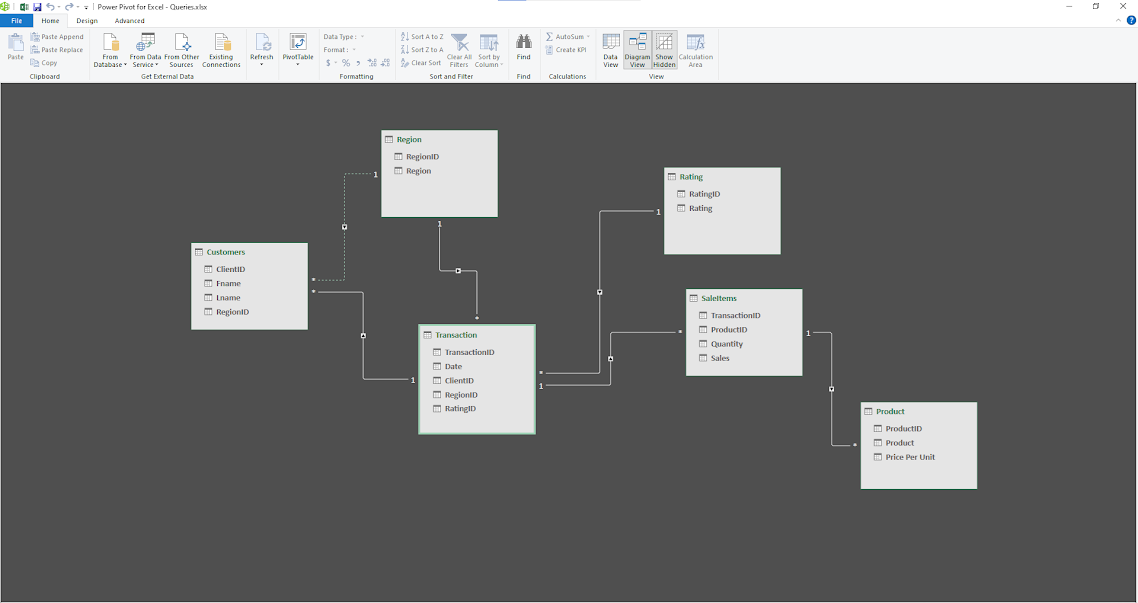 Power Pivot for Excel - Queries.xlsx
File Home Design Advanced
Paste
Paste Append
Paste Replace
Copy
Clipboard
From Database
From Data Service
From Other Sources
Existing Connections
Get External Data
Refresh
PivotTable
Data Type :
Format :
$ % ,
Formatting
Sort A to Z
Sort Z to A
Clear Sort
Clear All Filters
Sort by Column
Sort and Filter
Find
Find
AutoSum
Create KPI
Calculations
Data View
Diagram View
Show Hidden
Calculation Area
View
Region
RegionID
Region
1
1
*
Rating
RatingID
Rating
1
Customers
ClientID
Fname
Lname
RegionID
*
*
SaleItems
TransactionID
ProductID
Quantity
Sales
*
1
Transaction
TransactionID
Date
ClientID
RegionID
RatingID
1
*
1
Product
ProductID
Product
Price Per Unit
*